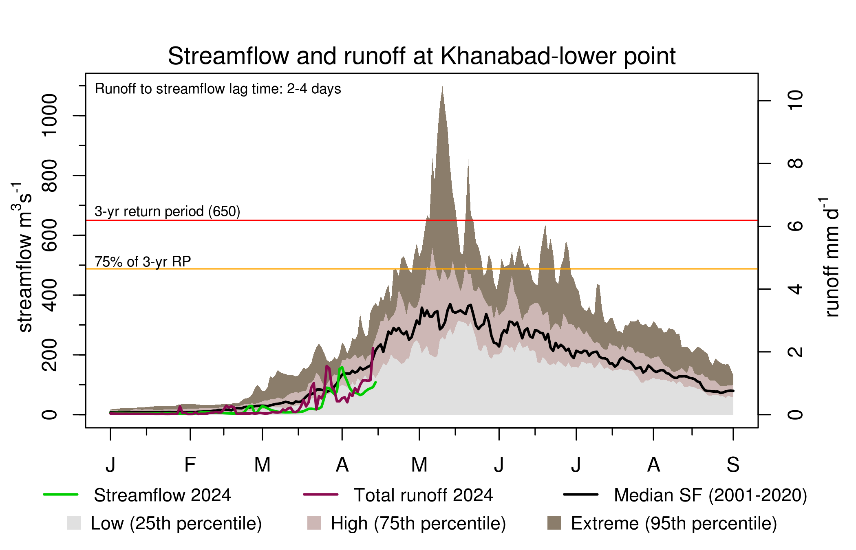 Streamflow and runoff at Khanabad-lower point
Runoff to streamflow lag time: 2-4 days
3-yr return period (650)
75% of 3-yr RP
streamflow m³s⁻¹
0
200
400
600
800
1000
runoff mm d⁻¹
0
2
4
6
8
10
J F M A M J J A S
Streamflow 2024 Total runoff 2024 Median SF (2001-2020)
Low (25th percentile) High (75th percentile) Extreme (95th percentile)